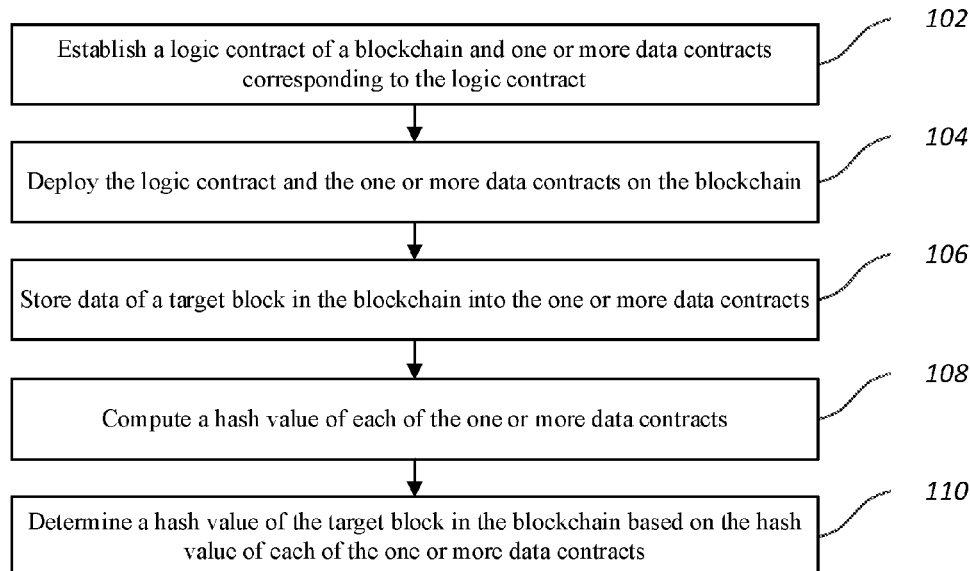 102
Establish a logic contract of a blockchain and one or more data contracts
corresponding to the logic contract
104
Deploy the logic contract and the one or more data contracts on the blockchain
106
Store data of a target block in the blockchain into the one or more data contracts
108
Compute a hash value of each of the one or more data contracts
110
Determine a hash value of the target block in the blockchain based on the hash
value of each of the one or more data contracts